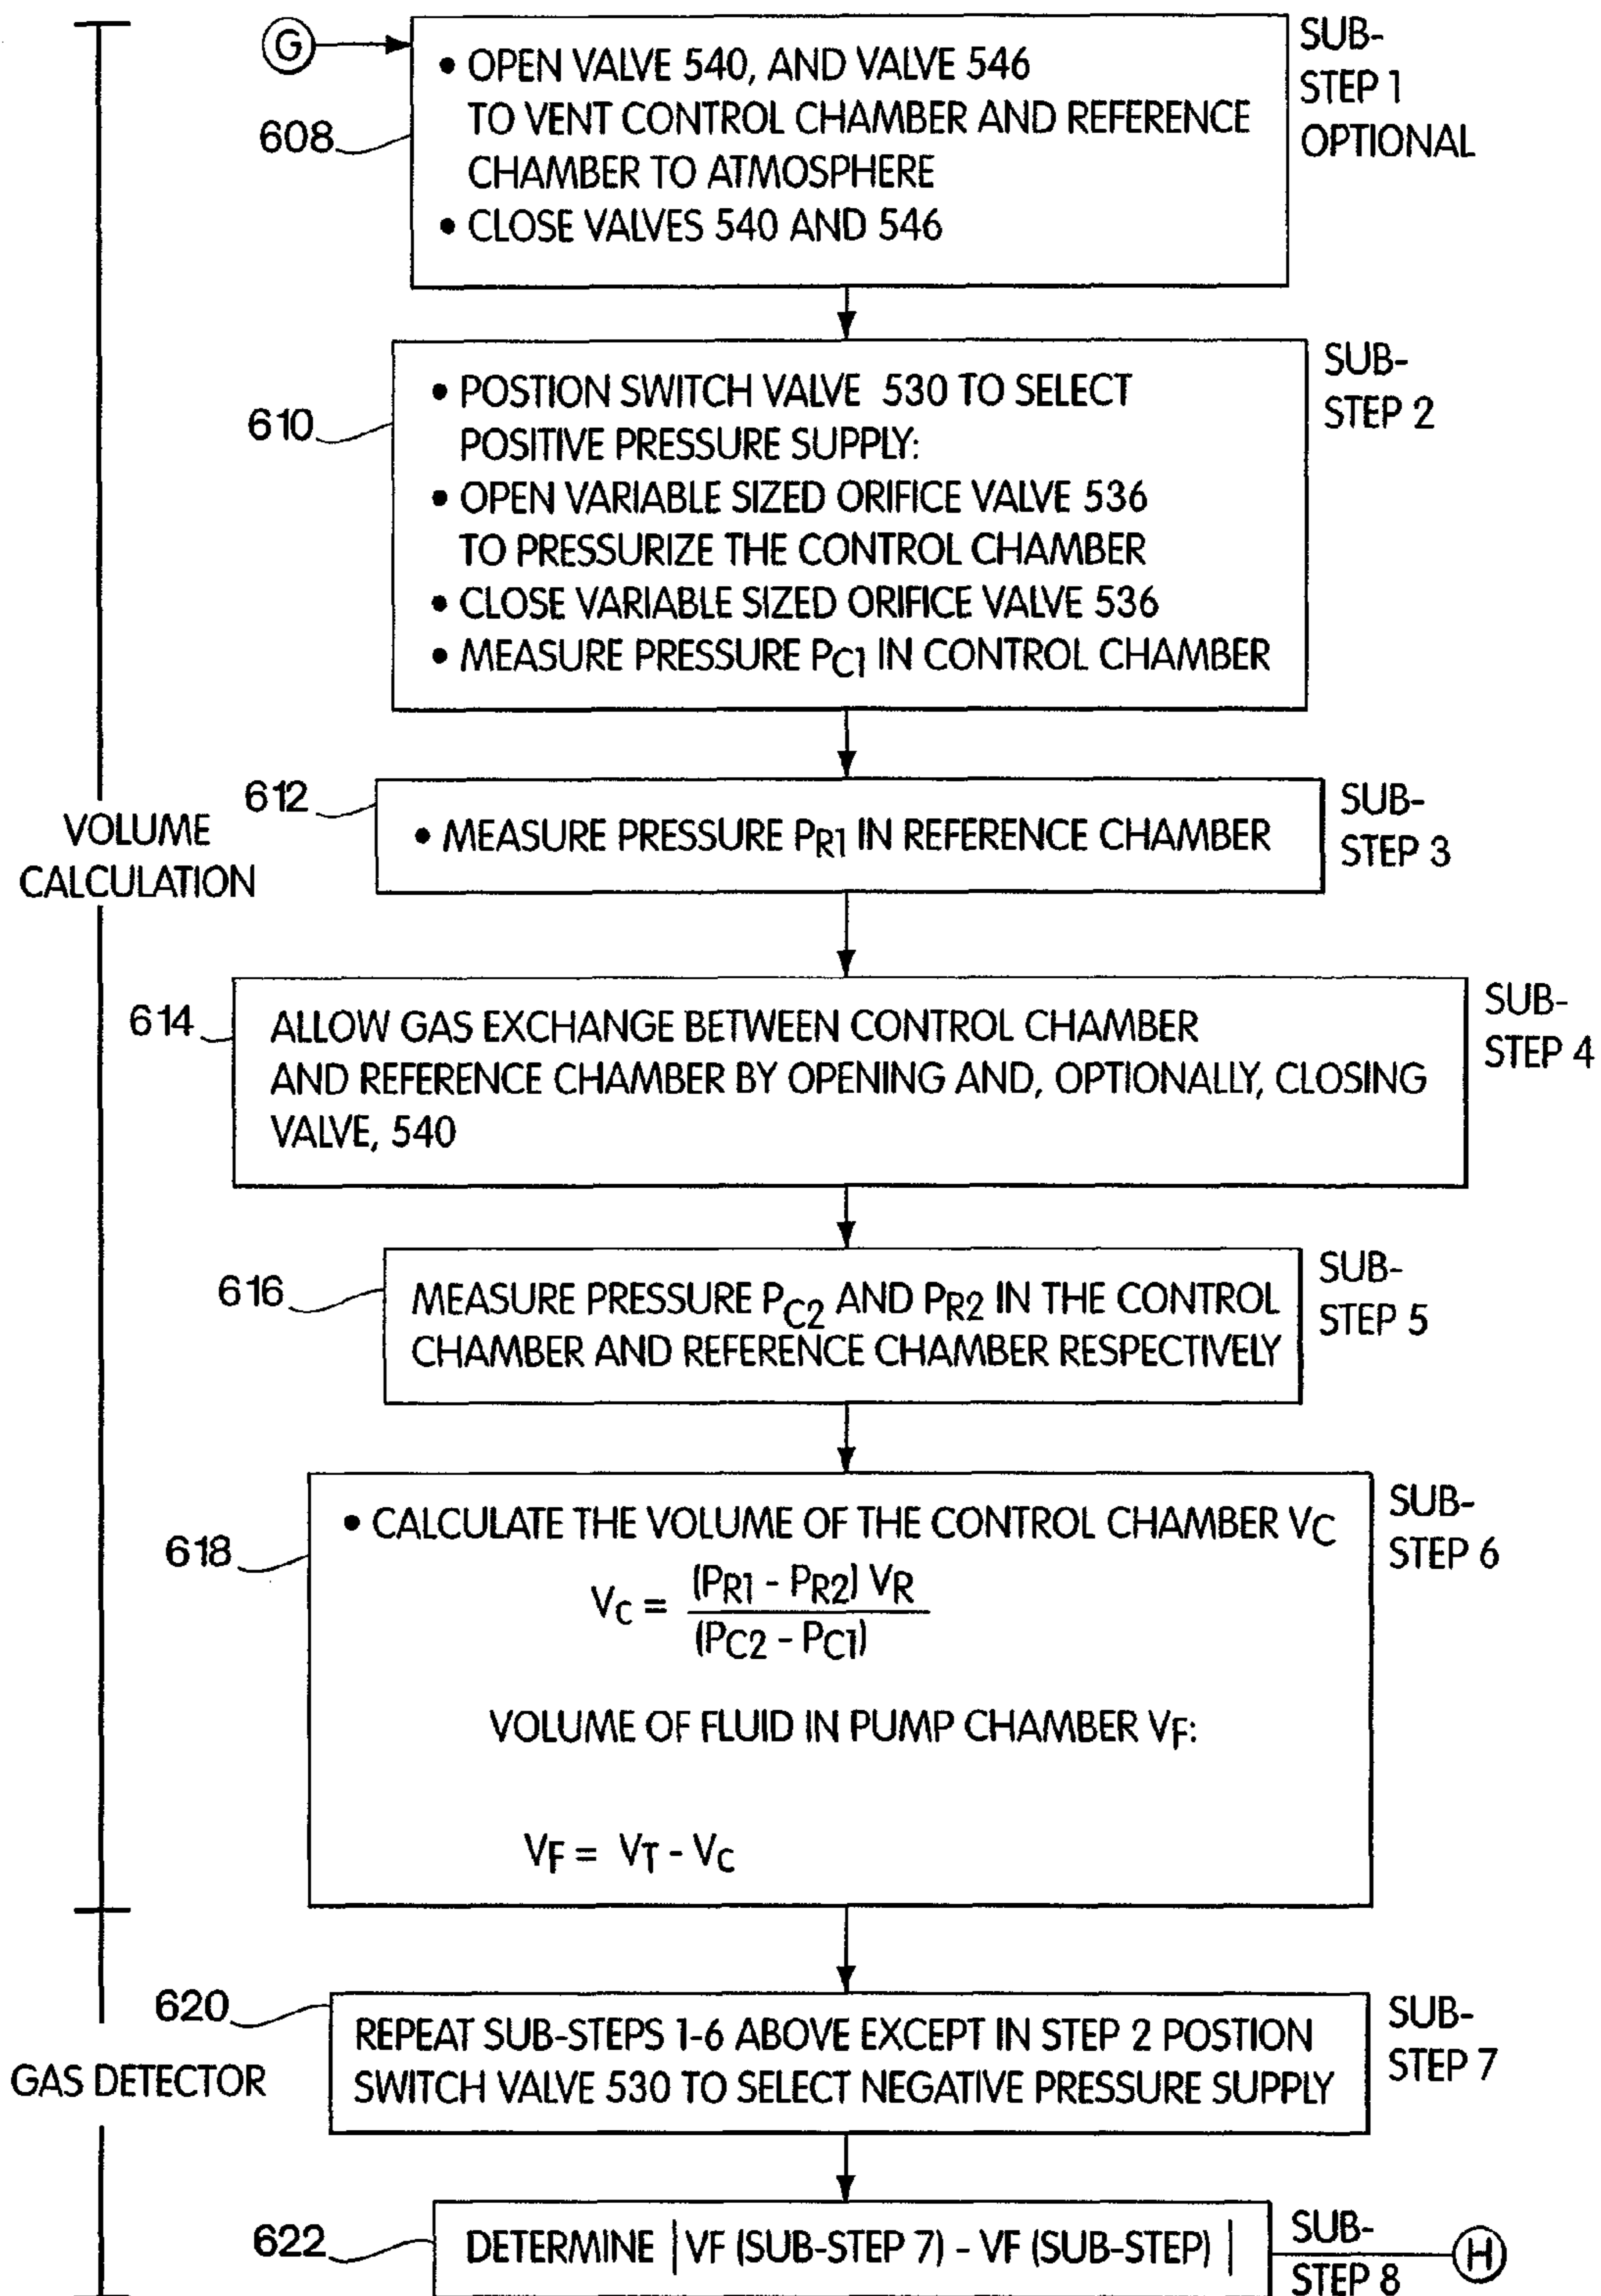 G
608
• OPEN VALVE 540, AND VALVE 546
TO VENT CONTROL CHAMBER AND REFERENCE
CHAMBER TO ATMOSPHERE
• CLOSE VALVES 540 AND 546
SUB-
STEP 1
OPTIONAL
610
• POSTION SWITCH VALVE 530 TO SELECT
POSITIVE PRESSURE SUPPLY:
• OPEN VARIABLE SIZED ORIFICE VALVE 536
TO PRESSURIZE THE CONTROL CHAMBER
• CLOSE VARIABLE SIZED ORIFICE VALVE 536
• MEASURE PRESSURE PC1 IN CONTROL CHAMBER
SUB-
STEP 2
VOLUME
CALCULATION
612
• MEASURE PRESSURE PR1 IN REFERENCE CHAMBER
SUB-
STEP 3
614
ALLOW GAS EXCHANGE BETWEEN CONTROL CHAMBER
AND REFERENCE CHAMBER BY OPENING AND, OPTIONALLY, CLOSING
VALVE, 540
SUB-
STEP 4
616
MEASURE PRESSURE PC2 AND PR2 IN THE CONTROL
CHAMBER AND REFERENCE CHAMBER RESPECTIVELY
SUB-
STEP 5
618
• CALCULATE THE VOLUME OF THE CONTROL CHAMBER VC
VC = (PR1 - PR2) VR
(PC2 - PC1)
VOLUME OF FLUID IN PUMP CHAMBER VF:
VF = VT - VC
SUB-
STEP 6
GAS DETECTOR
620
REPEAT SUB-STEPS 1-6 ABOVE EXCEPT IN STEP 2 POSTION
SWITCH VALVE 530 TO SELECT NEGATIVE PRESSURE SUPPLY
SUB-
STEP 7
622
DETERMINE |VF (SUB-STEP 7) - VF (SUB-STEP) |
SUB-
STEP 8
H